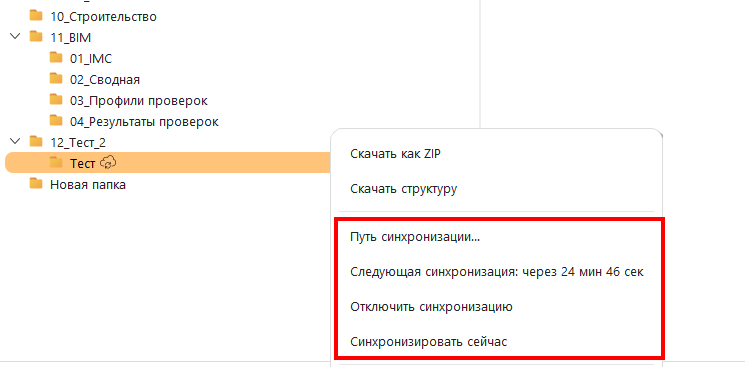 10_Строительство
11_BIM
01_IMC
02_Сводная
03_Профили проверок
04_Результаты проверок
12_Тест_2
Тест
Новая папка
Скачать как ZIP
Скачать структуру
Путь синхронизации...
Следующая синхронизация: через 24 мин 46 сек
Отключить синхронизацию
Синхронизировать сейчас